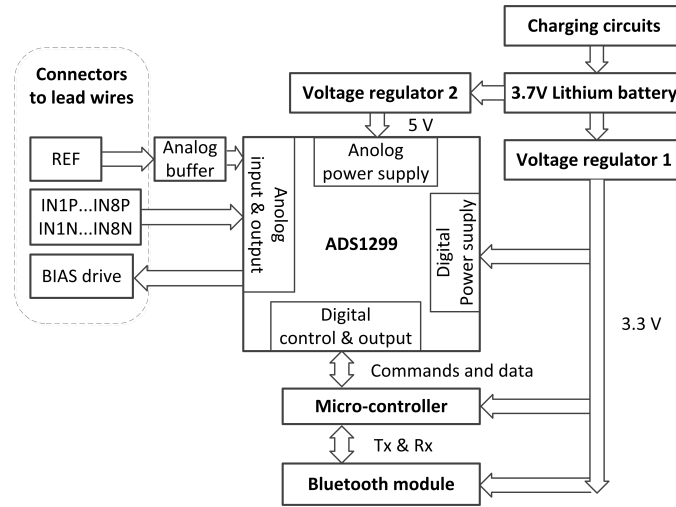 Charging circuits
Connectors
to lead wires
Voltage regulator 2
3.7V Lithium battery
5 V
Voltage regulator 1
REF
Analog
buffer
Anolog
input & output
Anolog
power supply
IN1P...IN8P
IN1N...IN8N
ADS1299
Digital
Power suuply
BIAS drive
Digital
control & output
3.3 V
Commands and data
Micro-controller
Tx & Rx
Bluetooth module